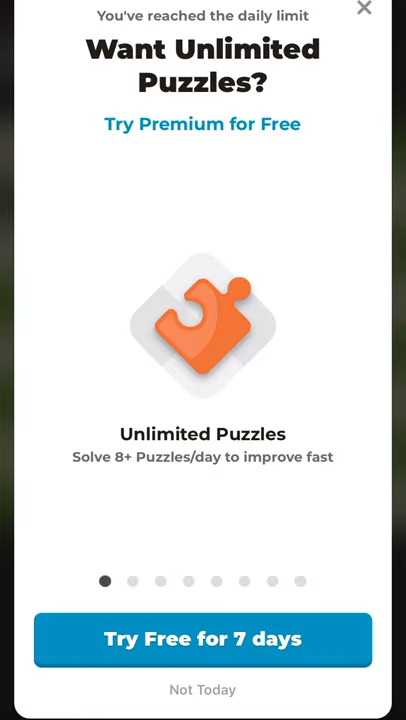 You've reached the daily limit
Want Unlimited
Puzzles?
Try Premium for Free
Unlimited Puzzles
Solve 8+ Puzzles/day to improve fast
Try Free for 7 days
Not Today